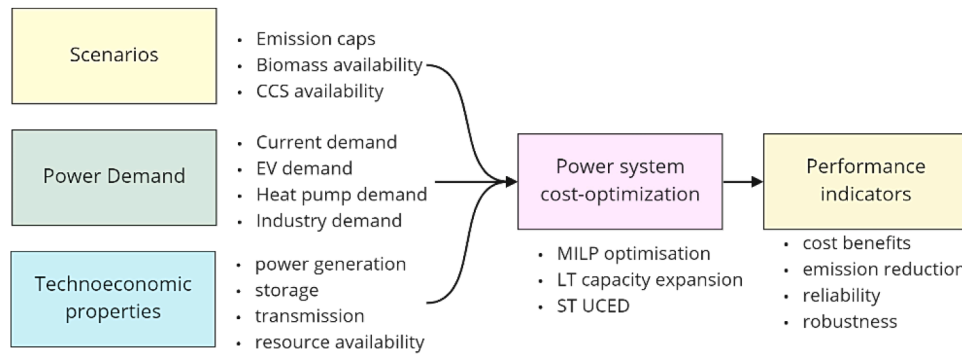 Scenarios
• Emission caps
• Biomass availability
• CCS availability
Power Demand
• Current demand
• EV demand
• Heat pump demand
• Industry demand
Technoeconomic
properties
• power generation
• storage
• transmission
• resource availability
Power system
cost-optimization
• MILP optimisation
• LT capacity expansion
• ST UCED
Performance
indicators
• cost benefits
• emission reduction
• reliability
• robustness